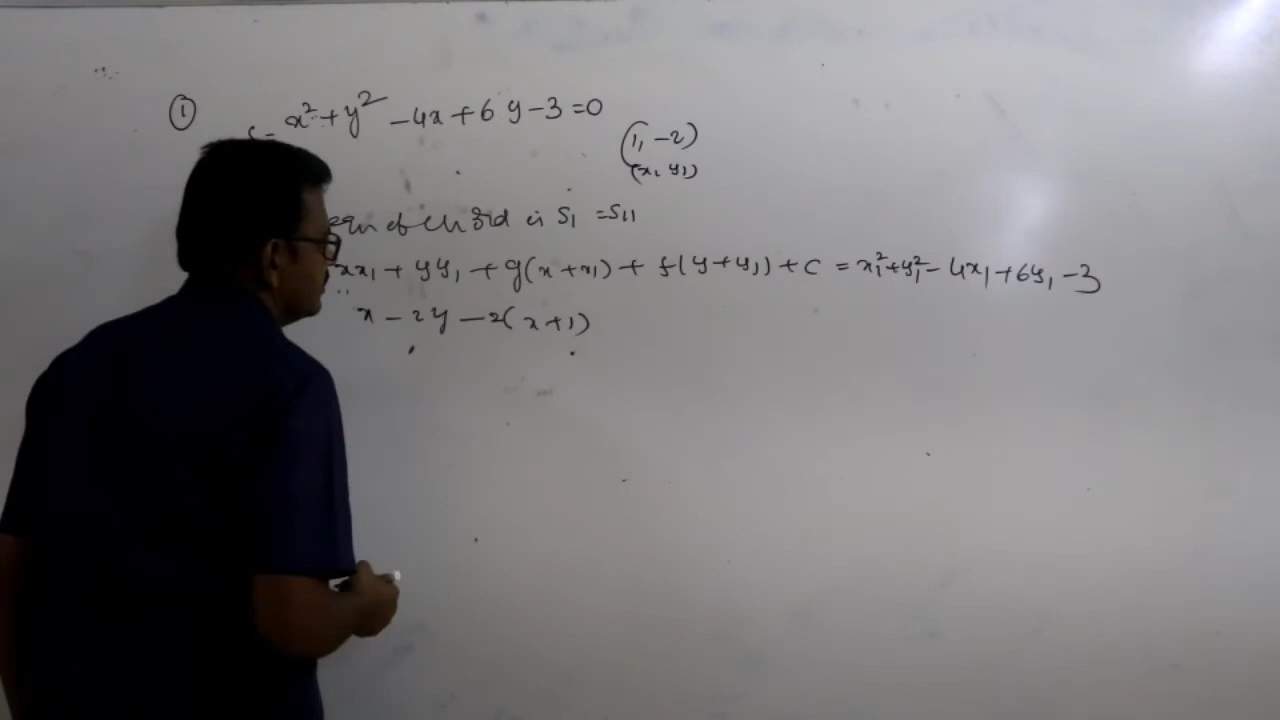 ① x² + y² - 4x + 6y - 3 = 0
(1, -2)
(x₁ y₁)
eqn of chord is S₁ = S₁₁
xx₁ + yy₁ + g(x + x₁) + f(y + y₁) + c = x₁² + y₁² - 4x₁ + 6y₁ - 3
x - 2y - 2(x + 1)